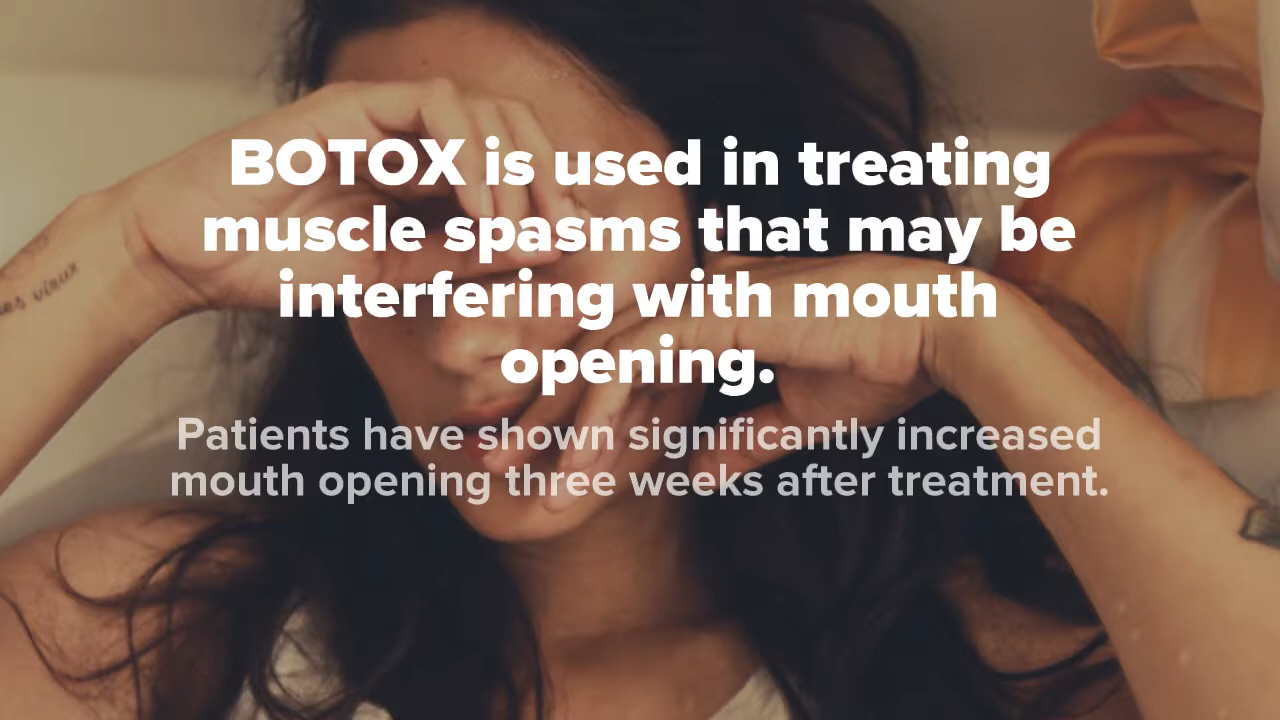 BOTOX is used in treating
muscle spasms that may be
interfering with mouth
opening.
Patients have shown significantly increased
mouth opening three weeks after treatment.